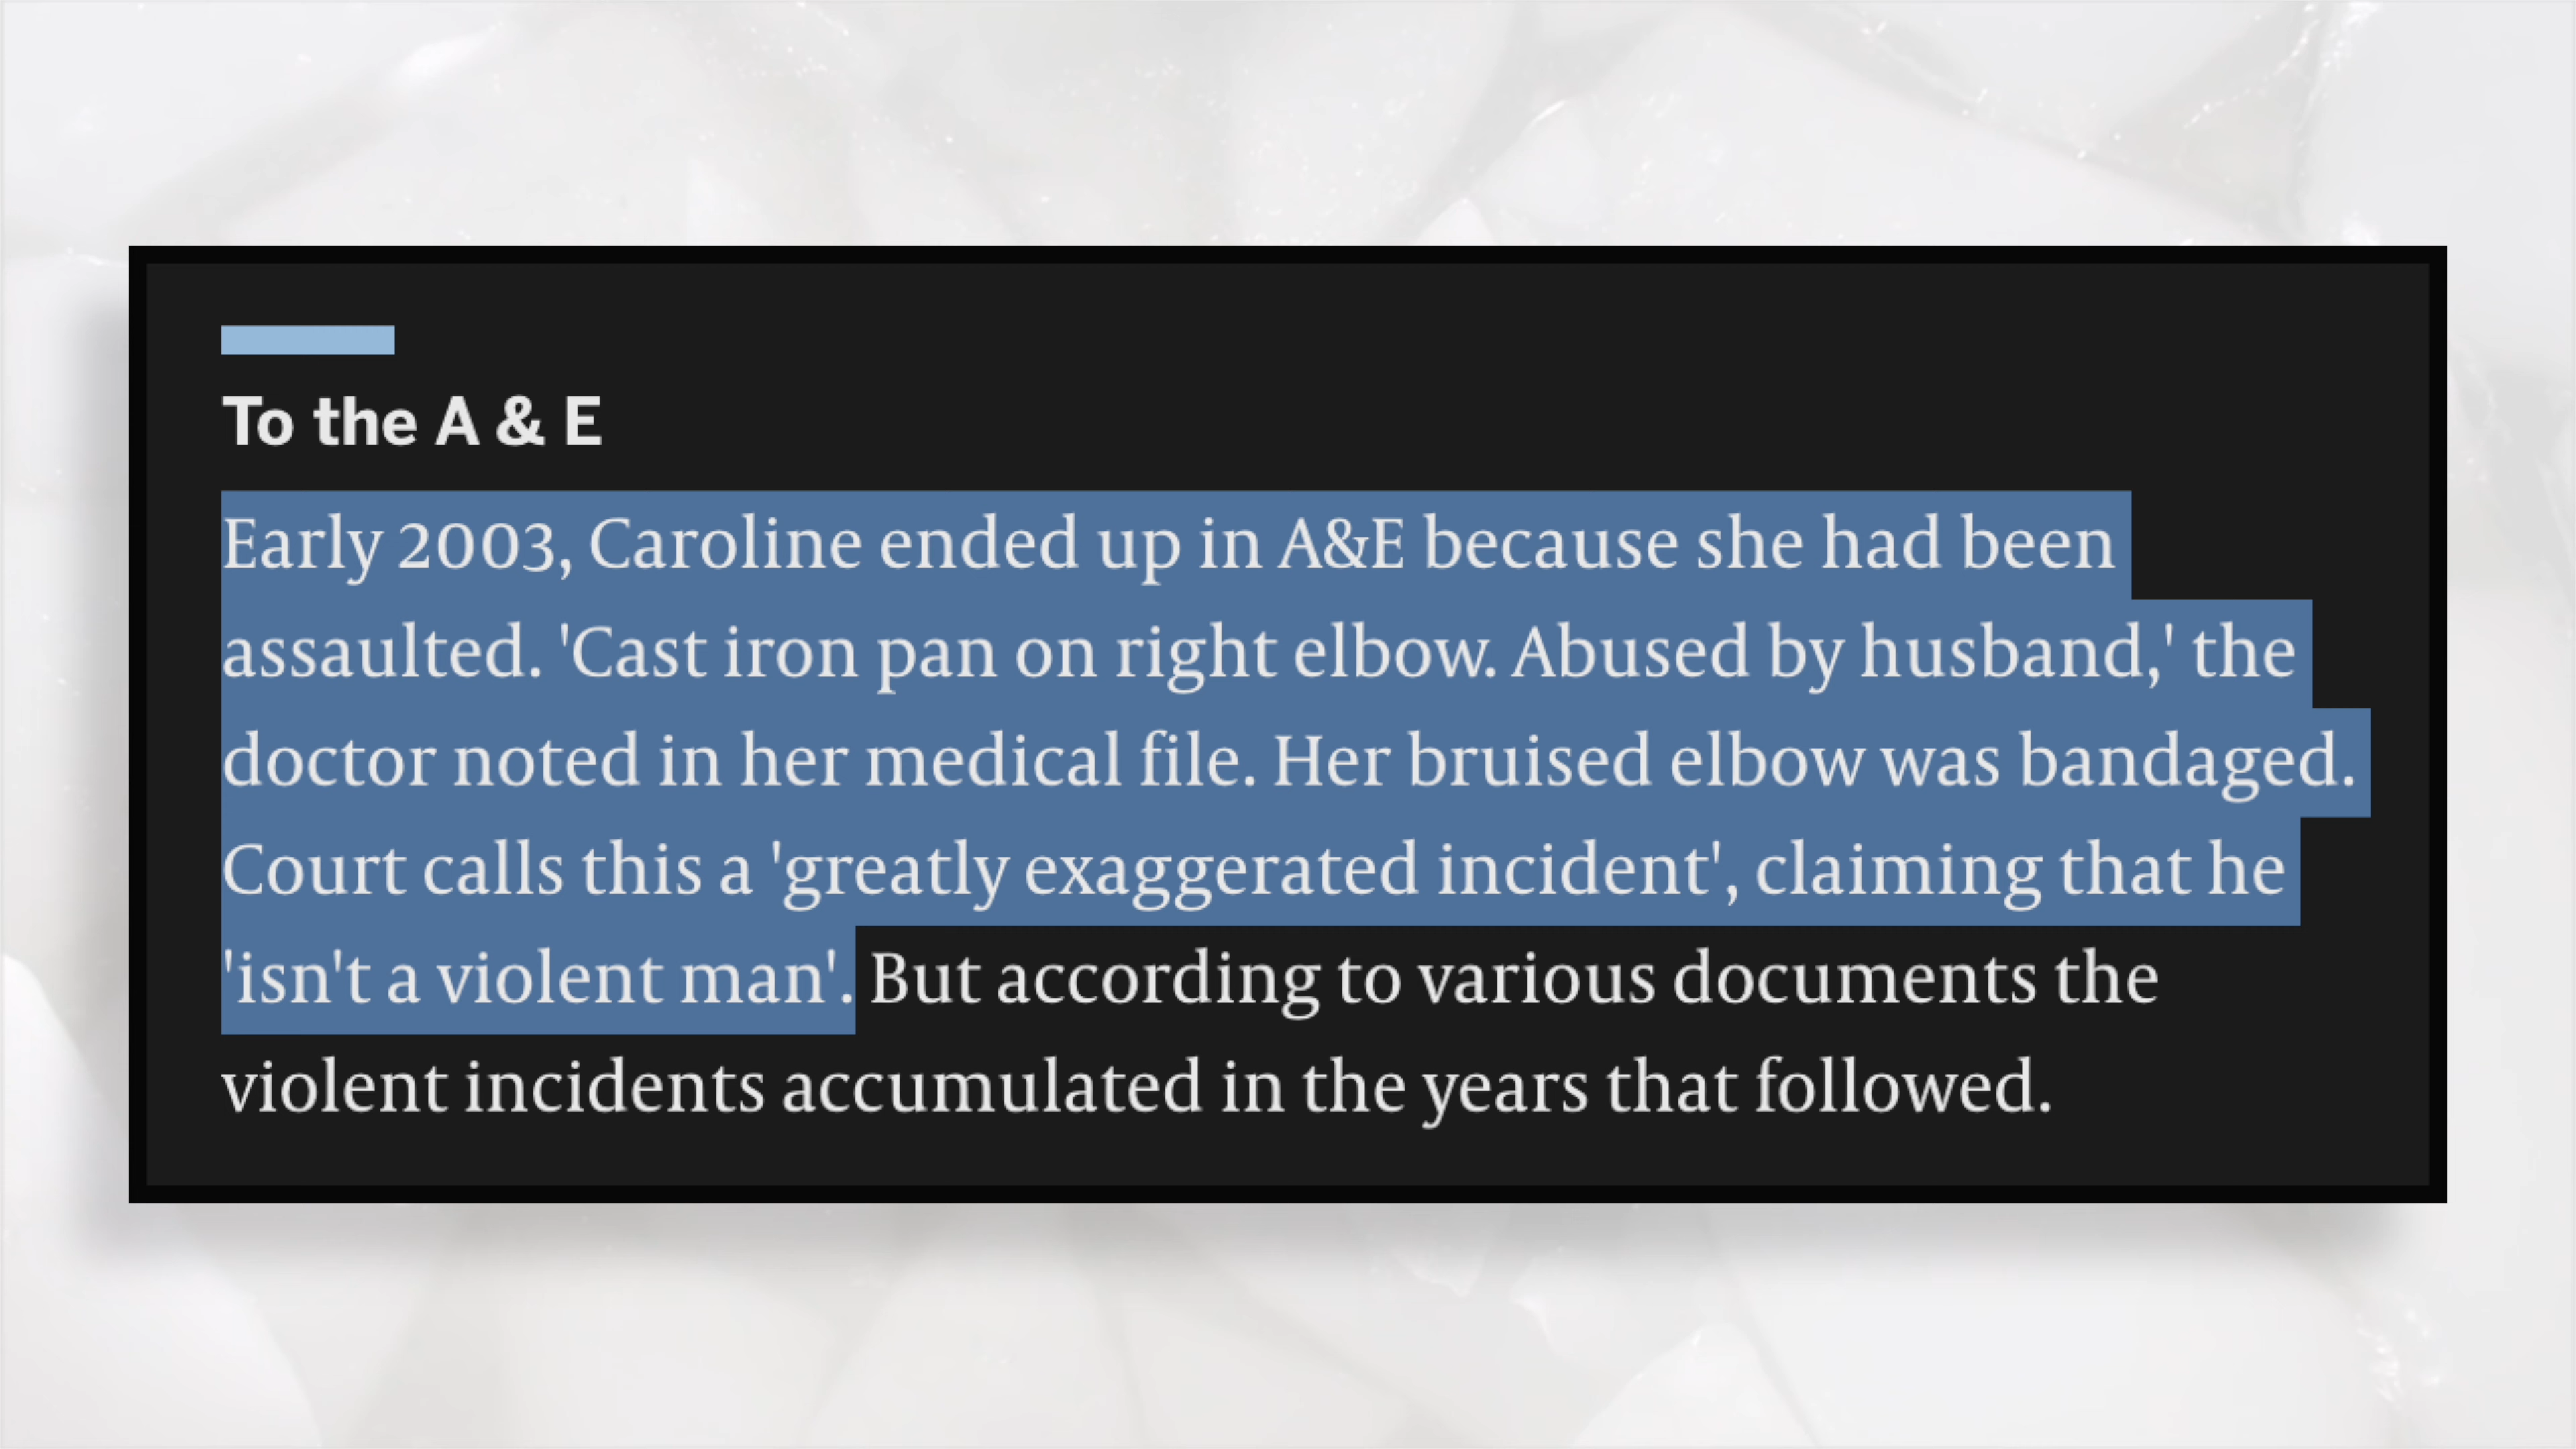 To the A & E
Early 2003, Caroline ended up in A&E because she had been
assaulted. 'Cast iron pan on right elbow. Abused by husband,' the
doctor noted in her medical file. Her bruised elbow was bandaged.
Court calls this a 'greatly exaggerated incident', claiming that he
'isn't a violent man'. But according to various documents the
violent incidents accumulated in the years that followed.